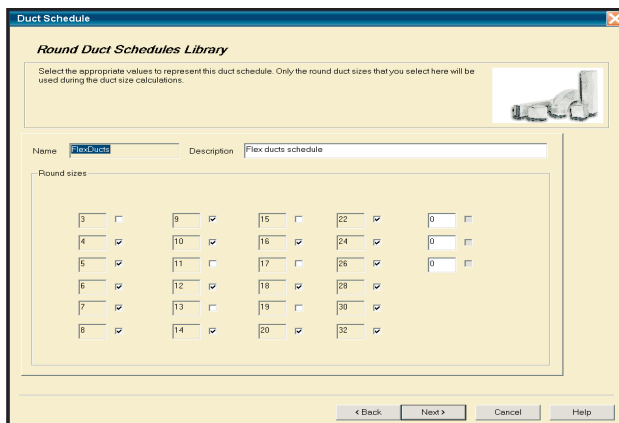 Duct Schedule
Round Duct Schedules Library
Select the appropriate values to represent this duct schedule. Only the round duct sizes that you select here will be
used during the duct size calculations.
Name FlexDucts Description Flex ducts schedule
Round sizes
3 9 15 22 0
4 10 16 24 0
5 11 17 26 0
6 12 18 28
7 13 19 30
8 14 20 32
< Back Next > Cancel Help